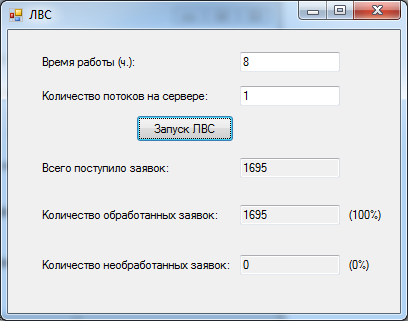 ЛВС
Время работы (ч.): 8
Количество потоков на сервере: 1
Запуск ЛВС
Всего поступило заявок: 1695
Количество обработанных заявок: 1695 (100%)
Количество необработанных заявок: 0 (0%)